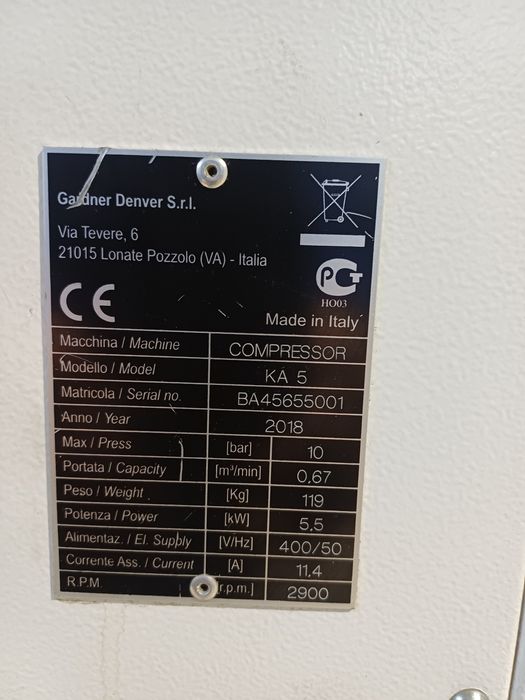 Gardner Denver S.r.l.
Via Tevere, 6
21015 Lonate Pozzolo (VA) - Italia
CE
PCT
HO03
Made in Italy
Macchina / Machine COMPRESSOR
Modello / Model KA 5
Matricola / Serial no. BA45655001
Anno / Year 2018
Max / Press [bar] 10
Portata / Capacity [m³/min] 0.67
Peso / Weight [Kg] 119
Potenza / Power [kW] 5.5
Alimentaz. / El. Supply [V/Hz] 400/50
Corrente Ass. / Current [A] 11.4
R.P.M. [r.p.m.] 2900